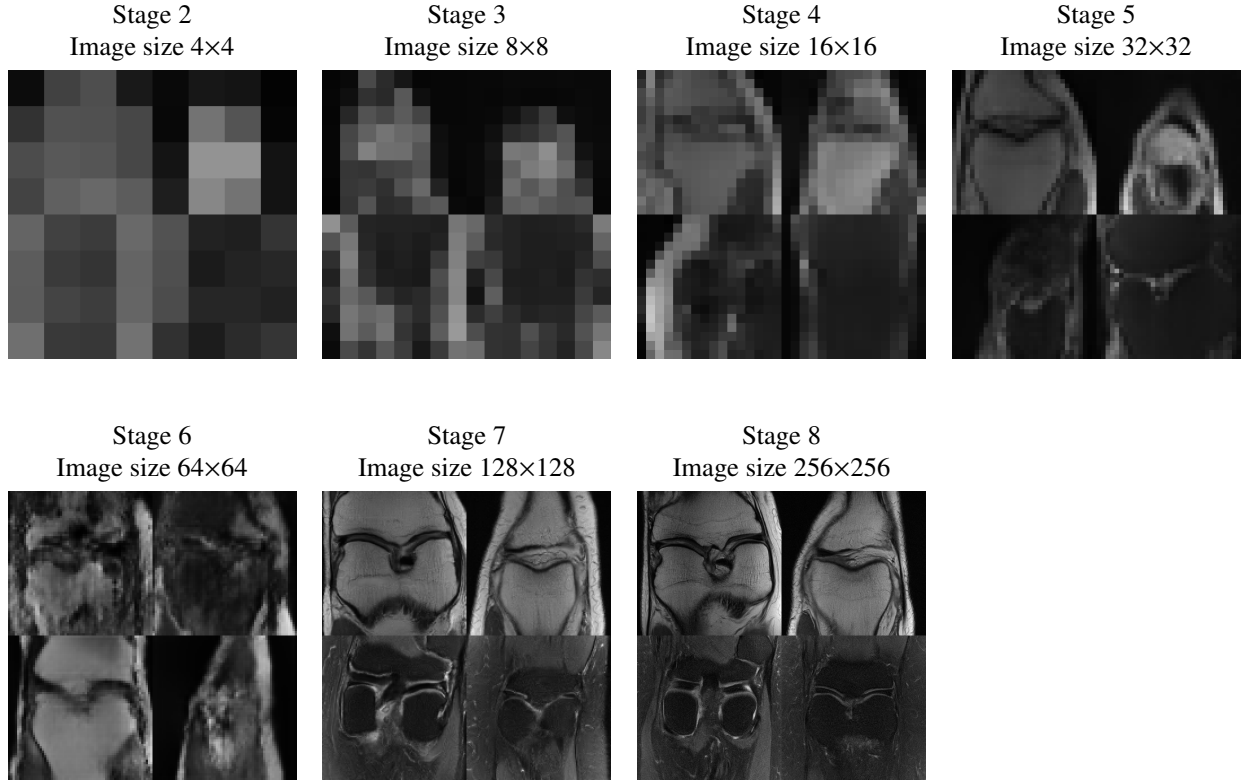 Stage 2
Image size 4×4
Stage 3
Image size 8×8
Stage 4
Image size 16×16
Stage 5
Image size 32×32
Stage 6
Image size 64×64
Stage 7
Image size 128×128
Stage 8
Image size 256×256